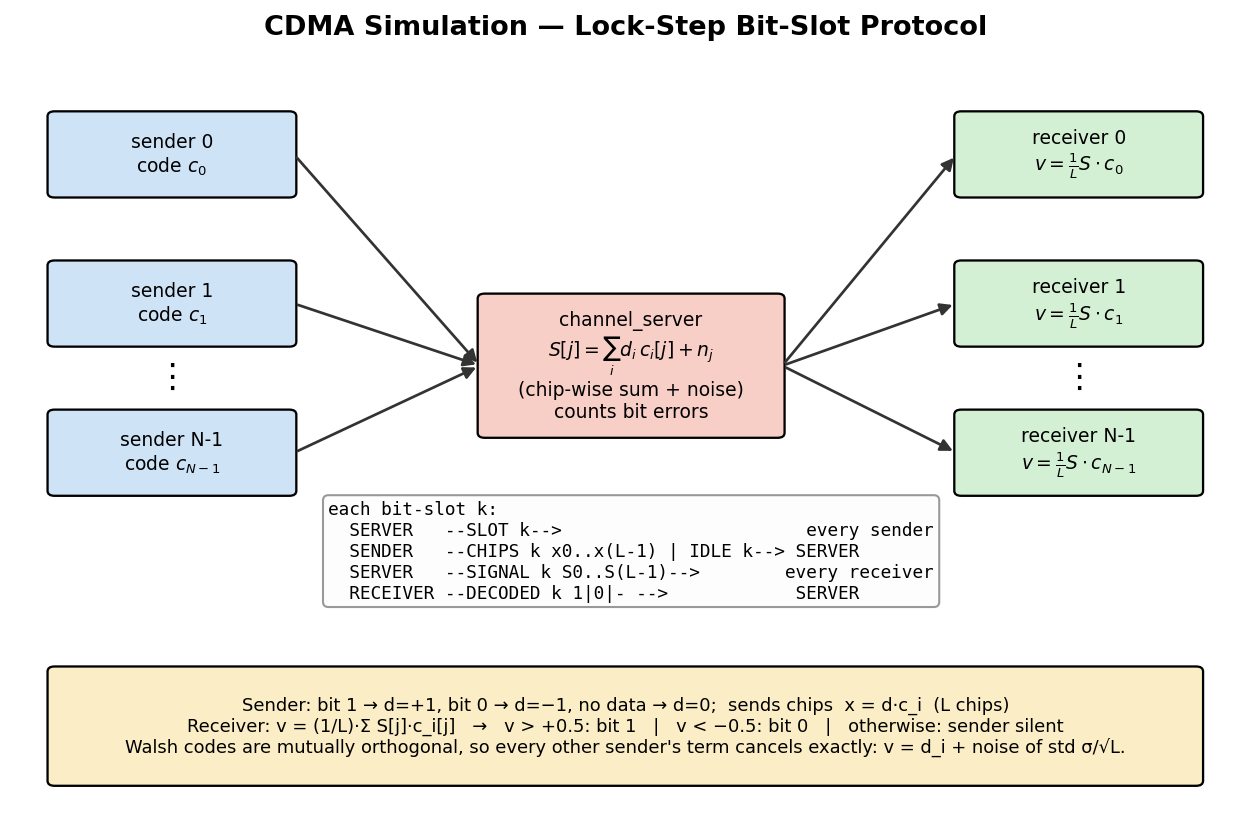 CDMA Simulation — Lock-Step Bit-Slot Protocol
sender 0
code c₀
sender 1
code c₁
⋮
sender N-1
code c_{N−1}
channel_server
S[j] = ∑_i d_i c_i[j] + n_j
(chip-wise sum + noise)
counts bit errors
receiver 0
v = 1/L S · c₀
receiver 1
v = 1/L S · c₁
⋮
receiver N-1
v = 1/L S · c_{N−1}
each bit-slot k:
  SERVER   --SLOT k-->                       every sender
  SENDER   --CHIPS k x0..x(L-1) | IDLE k--> SERVER
  SERVER   --SIGNAL k S0..S(L-1)-->        every receiver
  RECEIVER --DECODED k 1|0|- -->            SERVER
Sender: bit 1 → d=+1, bit 0 → d=−1, no data → d=0;  sends chips  x = d·c_i  (L chips)
Receiver: v = (1/L)·Σ S[j]·c_i[j]   →   v > +0.5: bit 1   |   v < −0.5: bit 0   |   otherwise: sender silent
Walsh codes are mutually orthogonal, so every other sender's term cancels exactly: v = d_i + noise of std σ/√L.